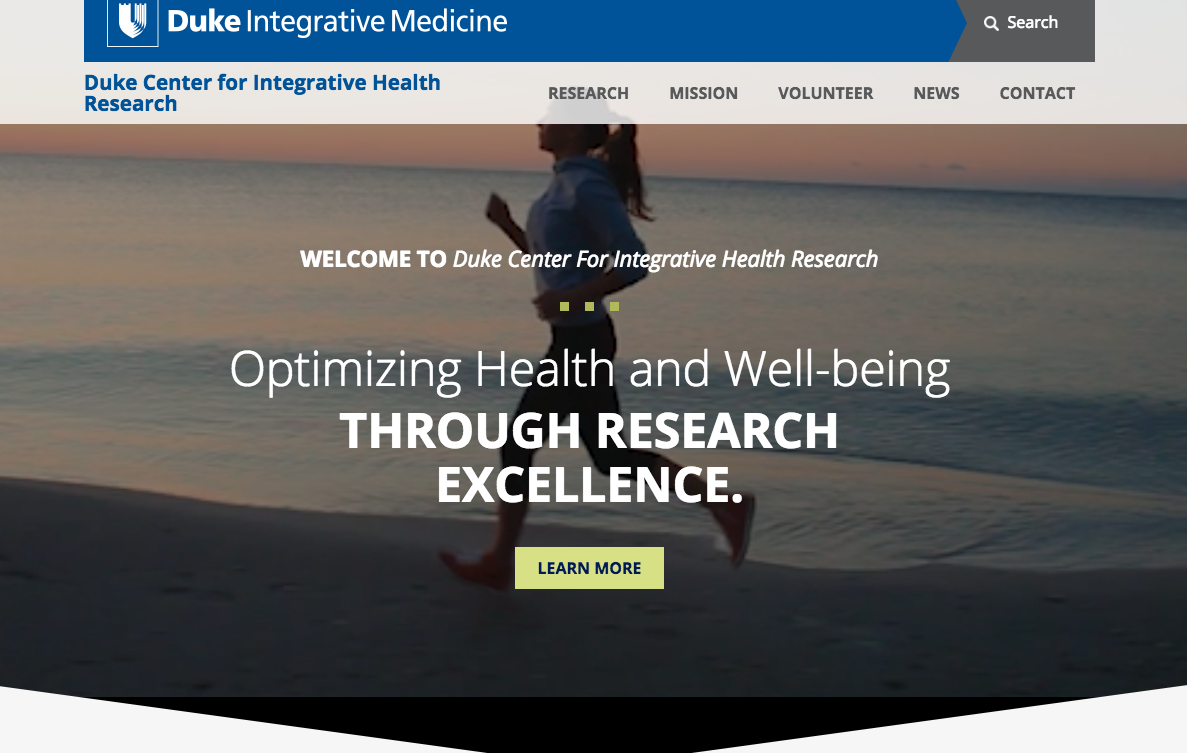 Duke Integrative Medicine
Search
Duke Center for Integrative Health
Research
RESEARCH
MISSION
VOLUNTEER
NEWS
CONTACT
WELCOME TO Duke Center For Integrative Health Research
Optimizing Health and Well-being
THROUGH RESEARCH
EXCELLENCE.
LEARN MORE